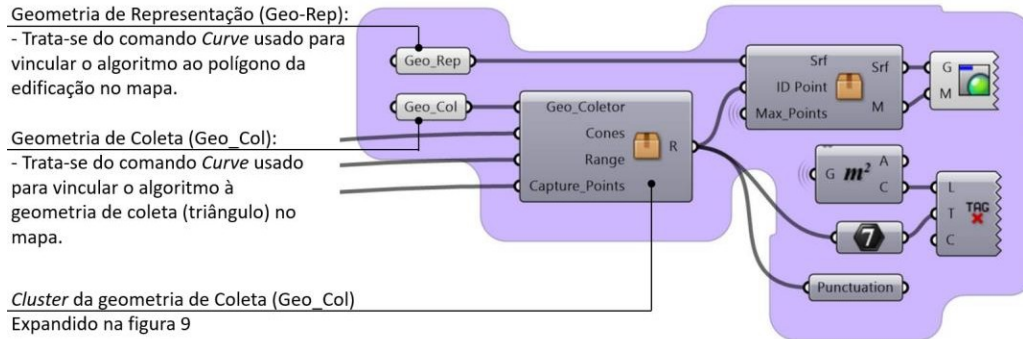 Geometria de Representação (Geo-Rep):
- Trata-se do comando Curve usado para
vincular o algoritmo ao polígono da
edificação no mapa.
Geometria de Coleta (Geo_Col):
- Trata-se do comando Curve usado
para vincular o algoritmo à
geometria de coleta (triângulo) no
mapa.
Cluster da geometria de Coleta (Geo_Col)
Expandido na figura 9
Geo_Rep
Geo_Col
Geo_Coletor
Cones
Range
Capture_Points
R
Srf
ID Point
Max_Points
Srf
M
G
M
G
m²
A
C
L
T
C
TAG
7
Punctuation